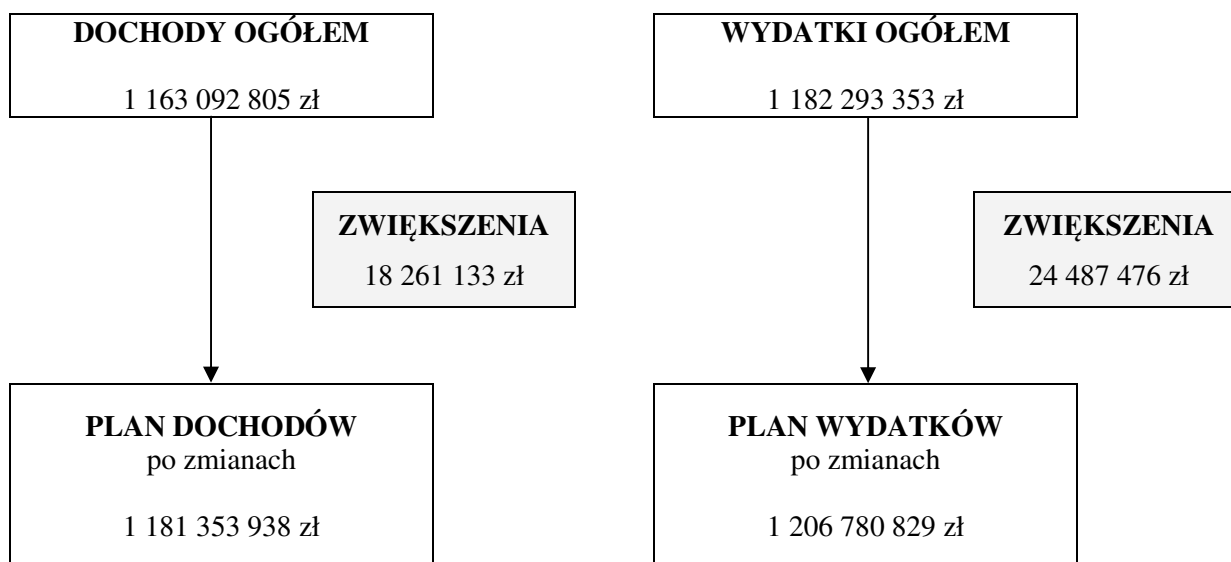 DOCHODY OGÓŁEM
1 163 092 805 zł
WYDATKI OGÓŁEM
1 182 293 353 zł
ZWIĘKSZENIA
18 261 133 zł
ZWIĘKSZENIA
24 487 476 zł
PLAN DOCHODÓW
po zmianach
1 181 353 938 zł
PLAN WYDATKÓW
po zmianach
1 206 780 829 zł